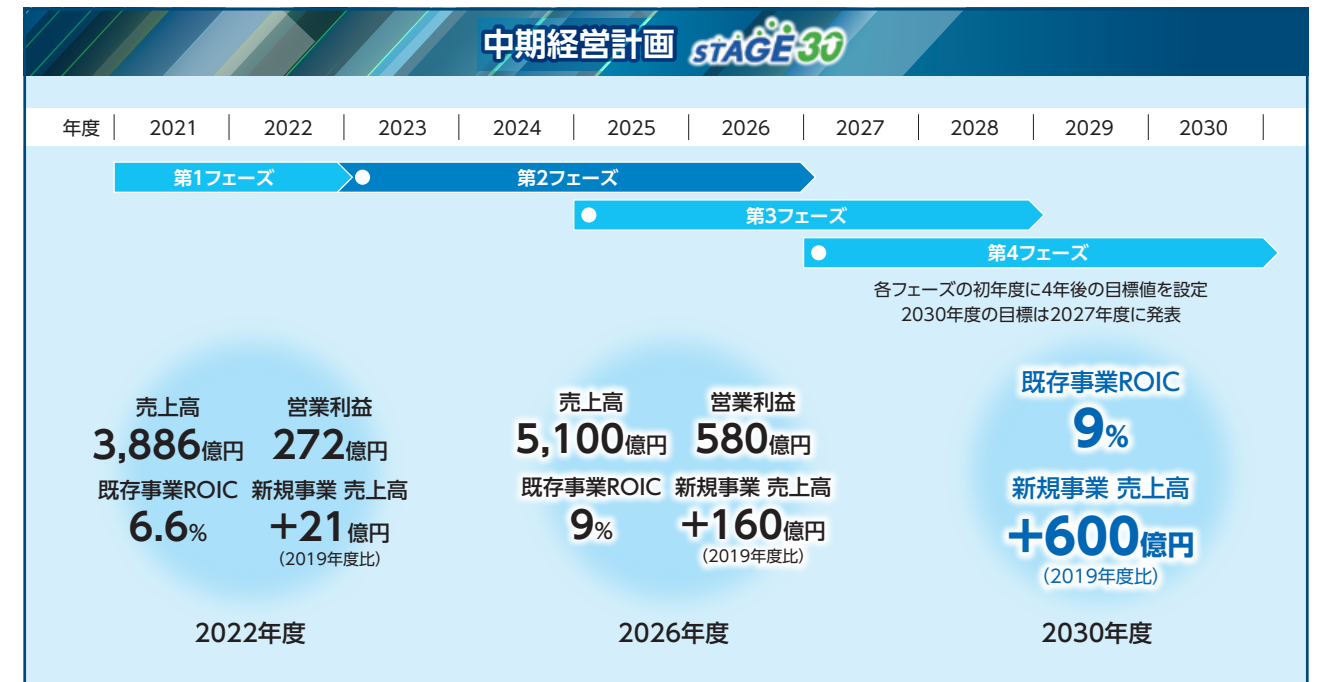 中期経営計画 STAGE30
年度 2021 2022 2023 2024 2025 2026 2027 2028 2029 2030
第1フェーズ 第2フェーズ
第3フェーズ
第4フェーズ
各フェーズの初年度に4年後の目標値を設定
2030年度の目標は2027年度に発表
売上高 営業利益
3,886億円 272億円
既存事業ROIC 新規事業 売上高
6.6% +21億円
(2019年度比)
2022年度
売上高 営業利益
5,100億円 580億円
既存事業ROIC 新規事業 売上高
9% +160億円
(2019年度比)
2026年度
既存事業ROIC
9%
新規事業 売上高
+600億円
(2019年度比)
2030年度